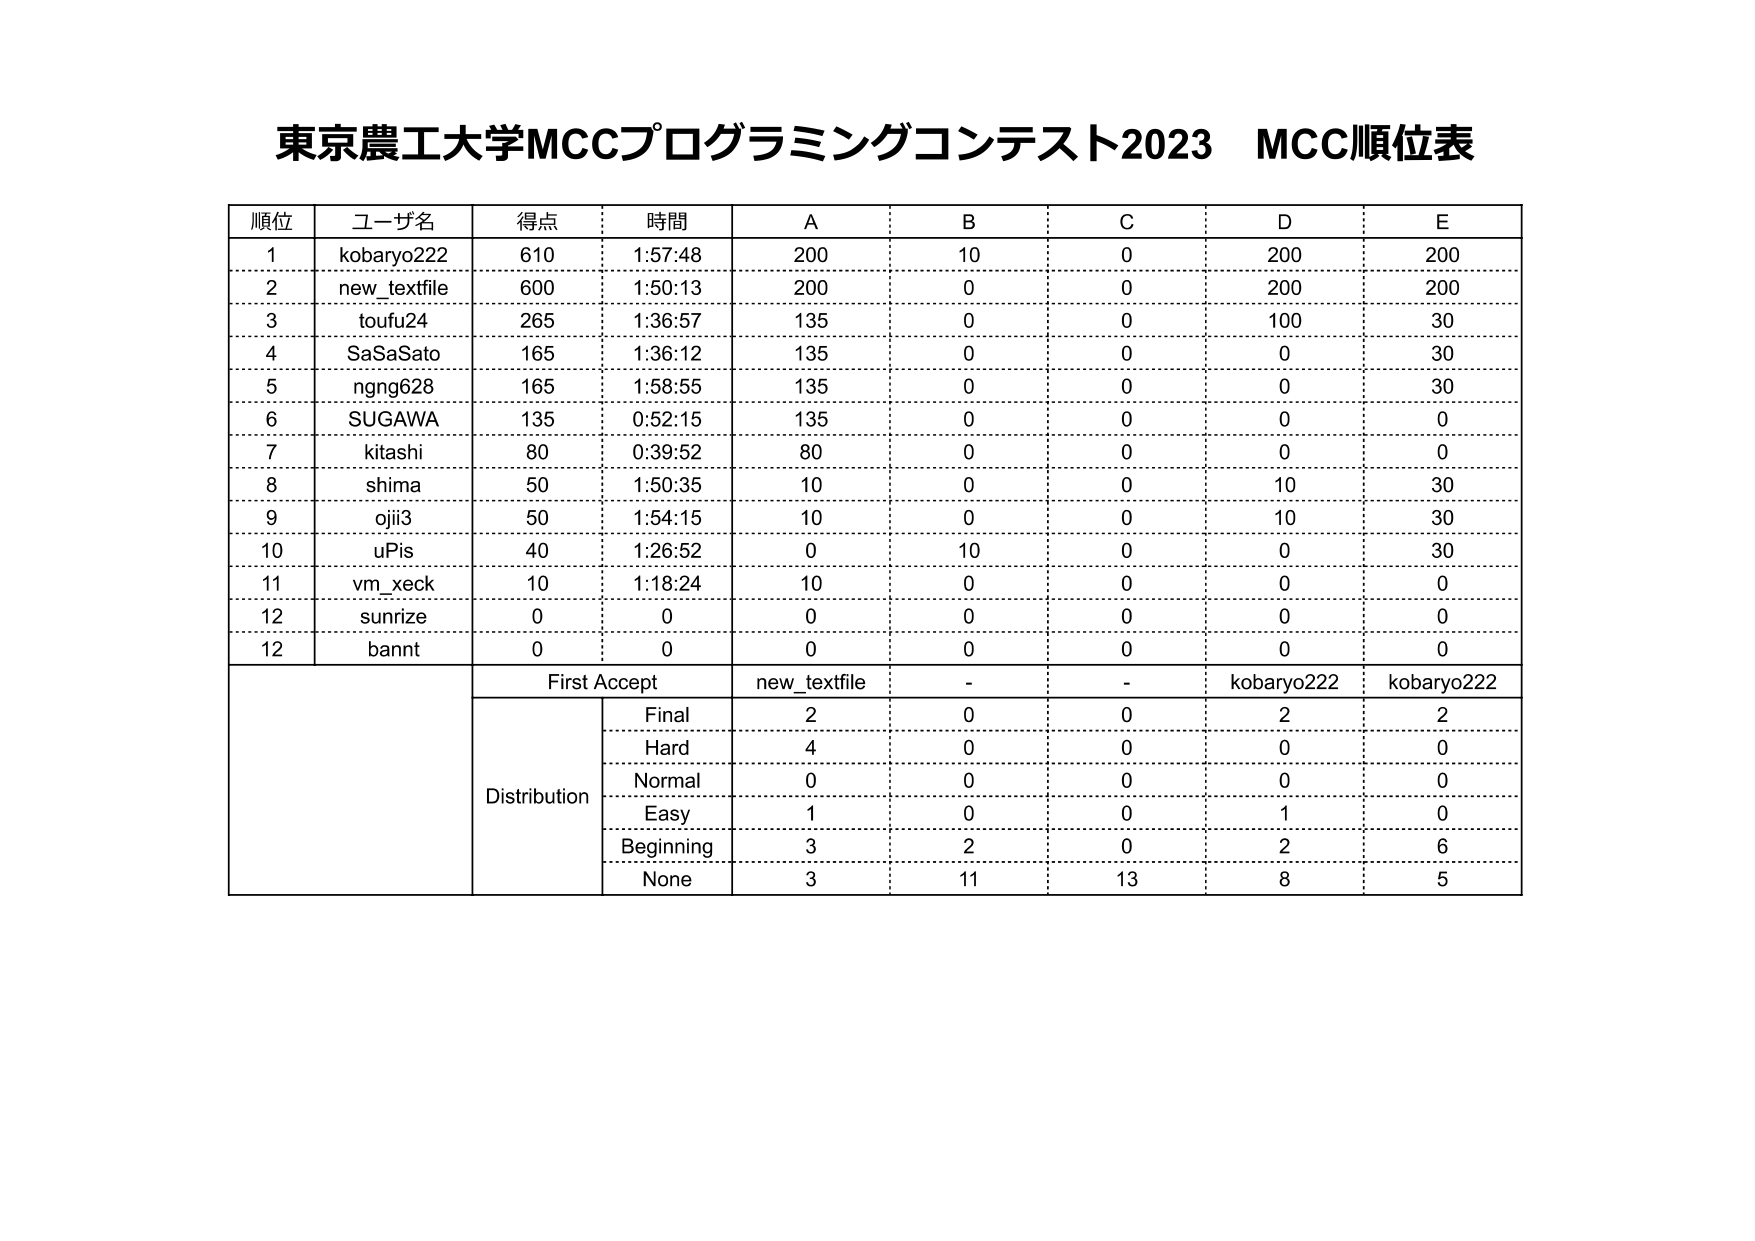 東京農工大学MCCプログラミングコンテスト2023　MCC順位表
順位 ユーザ名 得点 時間 A B C D E
1 kobaryo222 610 1:57:48 200 10 0 200 200
2 new_textfile 600 1:50:13 200 0 0 200 200
3 toufu24 265 1:36:57 135 0 0 100 30
4 SaSaSato 165 1:36:12 135 0 0 0 30
5 ngng628 165 1:58:55 135 0 0 0 30
6 SUGAWA 135 0:52:15 135 0 0 0 0
7 kitashi 80 0:39:52 80 0 0 0 0
8 shima 50 1:50:35 10 0 0 10 30
9 ojii3 50 1:54:15 10 0 0 10 30
10 uPis 40 1:26:52 0 10 0 0 30
11 vm_xeck 10 1:18:24 10 0 0 0 0
12 sunrize 0 0 0 0 0 0 0
12 bannt 0 0 0 0 0 0 0
First Accept new_textfile - - kobaryo222 kobaryo222
Final 2 0 0 2 2
Hard 4 0 0 0 0
Normal 0 0 0 0 0
Distribution
Easy 1 0 0 1 0
Beginning 3 2 0 2 6
None 3 11 13 8 5